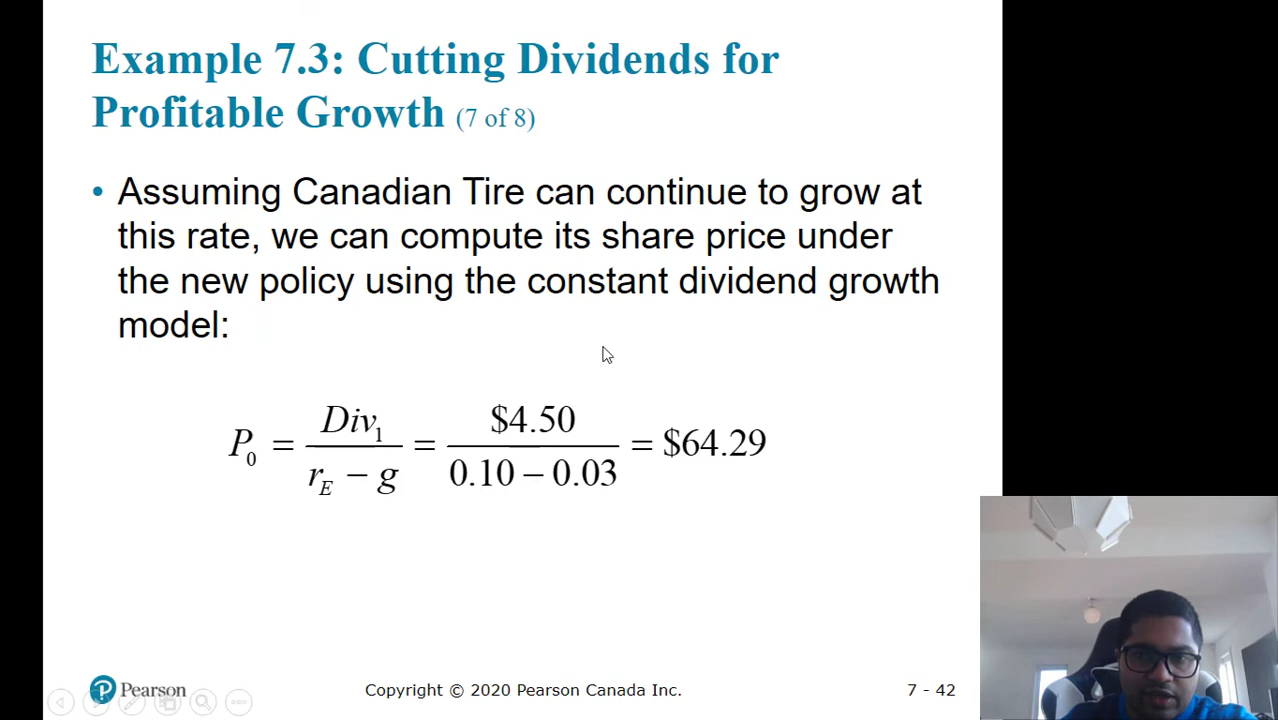 Example 7.3: Cutting Dividends for
Profitable Growth (7 of 8)
• Assuming Canadian Tire can continue to grow at
this rate, we can compute its share price under
the new policy using the constant dividend growth
model:
P₀ = Div₁ / (r_E − g) = $4.50 / (0.10 − 0.03) = $64.29
Pearson
Copyright © 2020 Pearson Canada Inc.
7 - 42